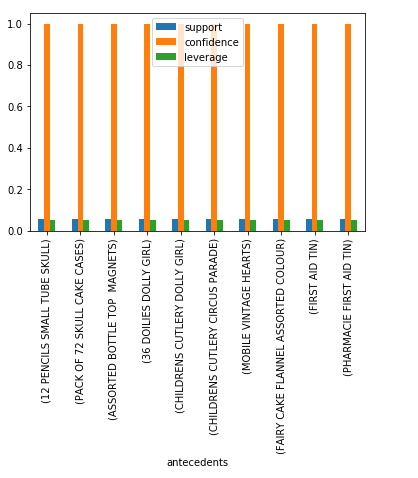 support
confidence
leverage
1.0
0.8
0.6
0.4
0.2
0.0
(12 PENCILS SMALL TUBE SKULL)
(PACK OF 72 SKULL CAKE CASES)
(ASSORTED BOTTLE TOP  MAGNETS)
(36 DOILIES DOLLY GIRL)
(CHILDRENS CUTLERY DOLLY GIRL)
(CHILDRENS CUTLERY CIRCUS PARADE)
(MOBILE VINTAGE HEARTS)
(FAIRY CAKE FLANNEL ASSORTED COLOUR)
(FIRST AID TIN)
(PHARMACIE FIRST AID TIN)
antecedents